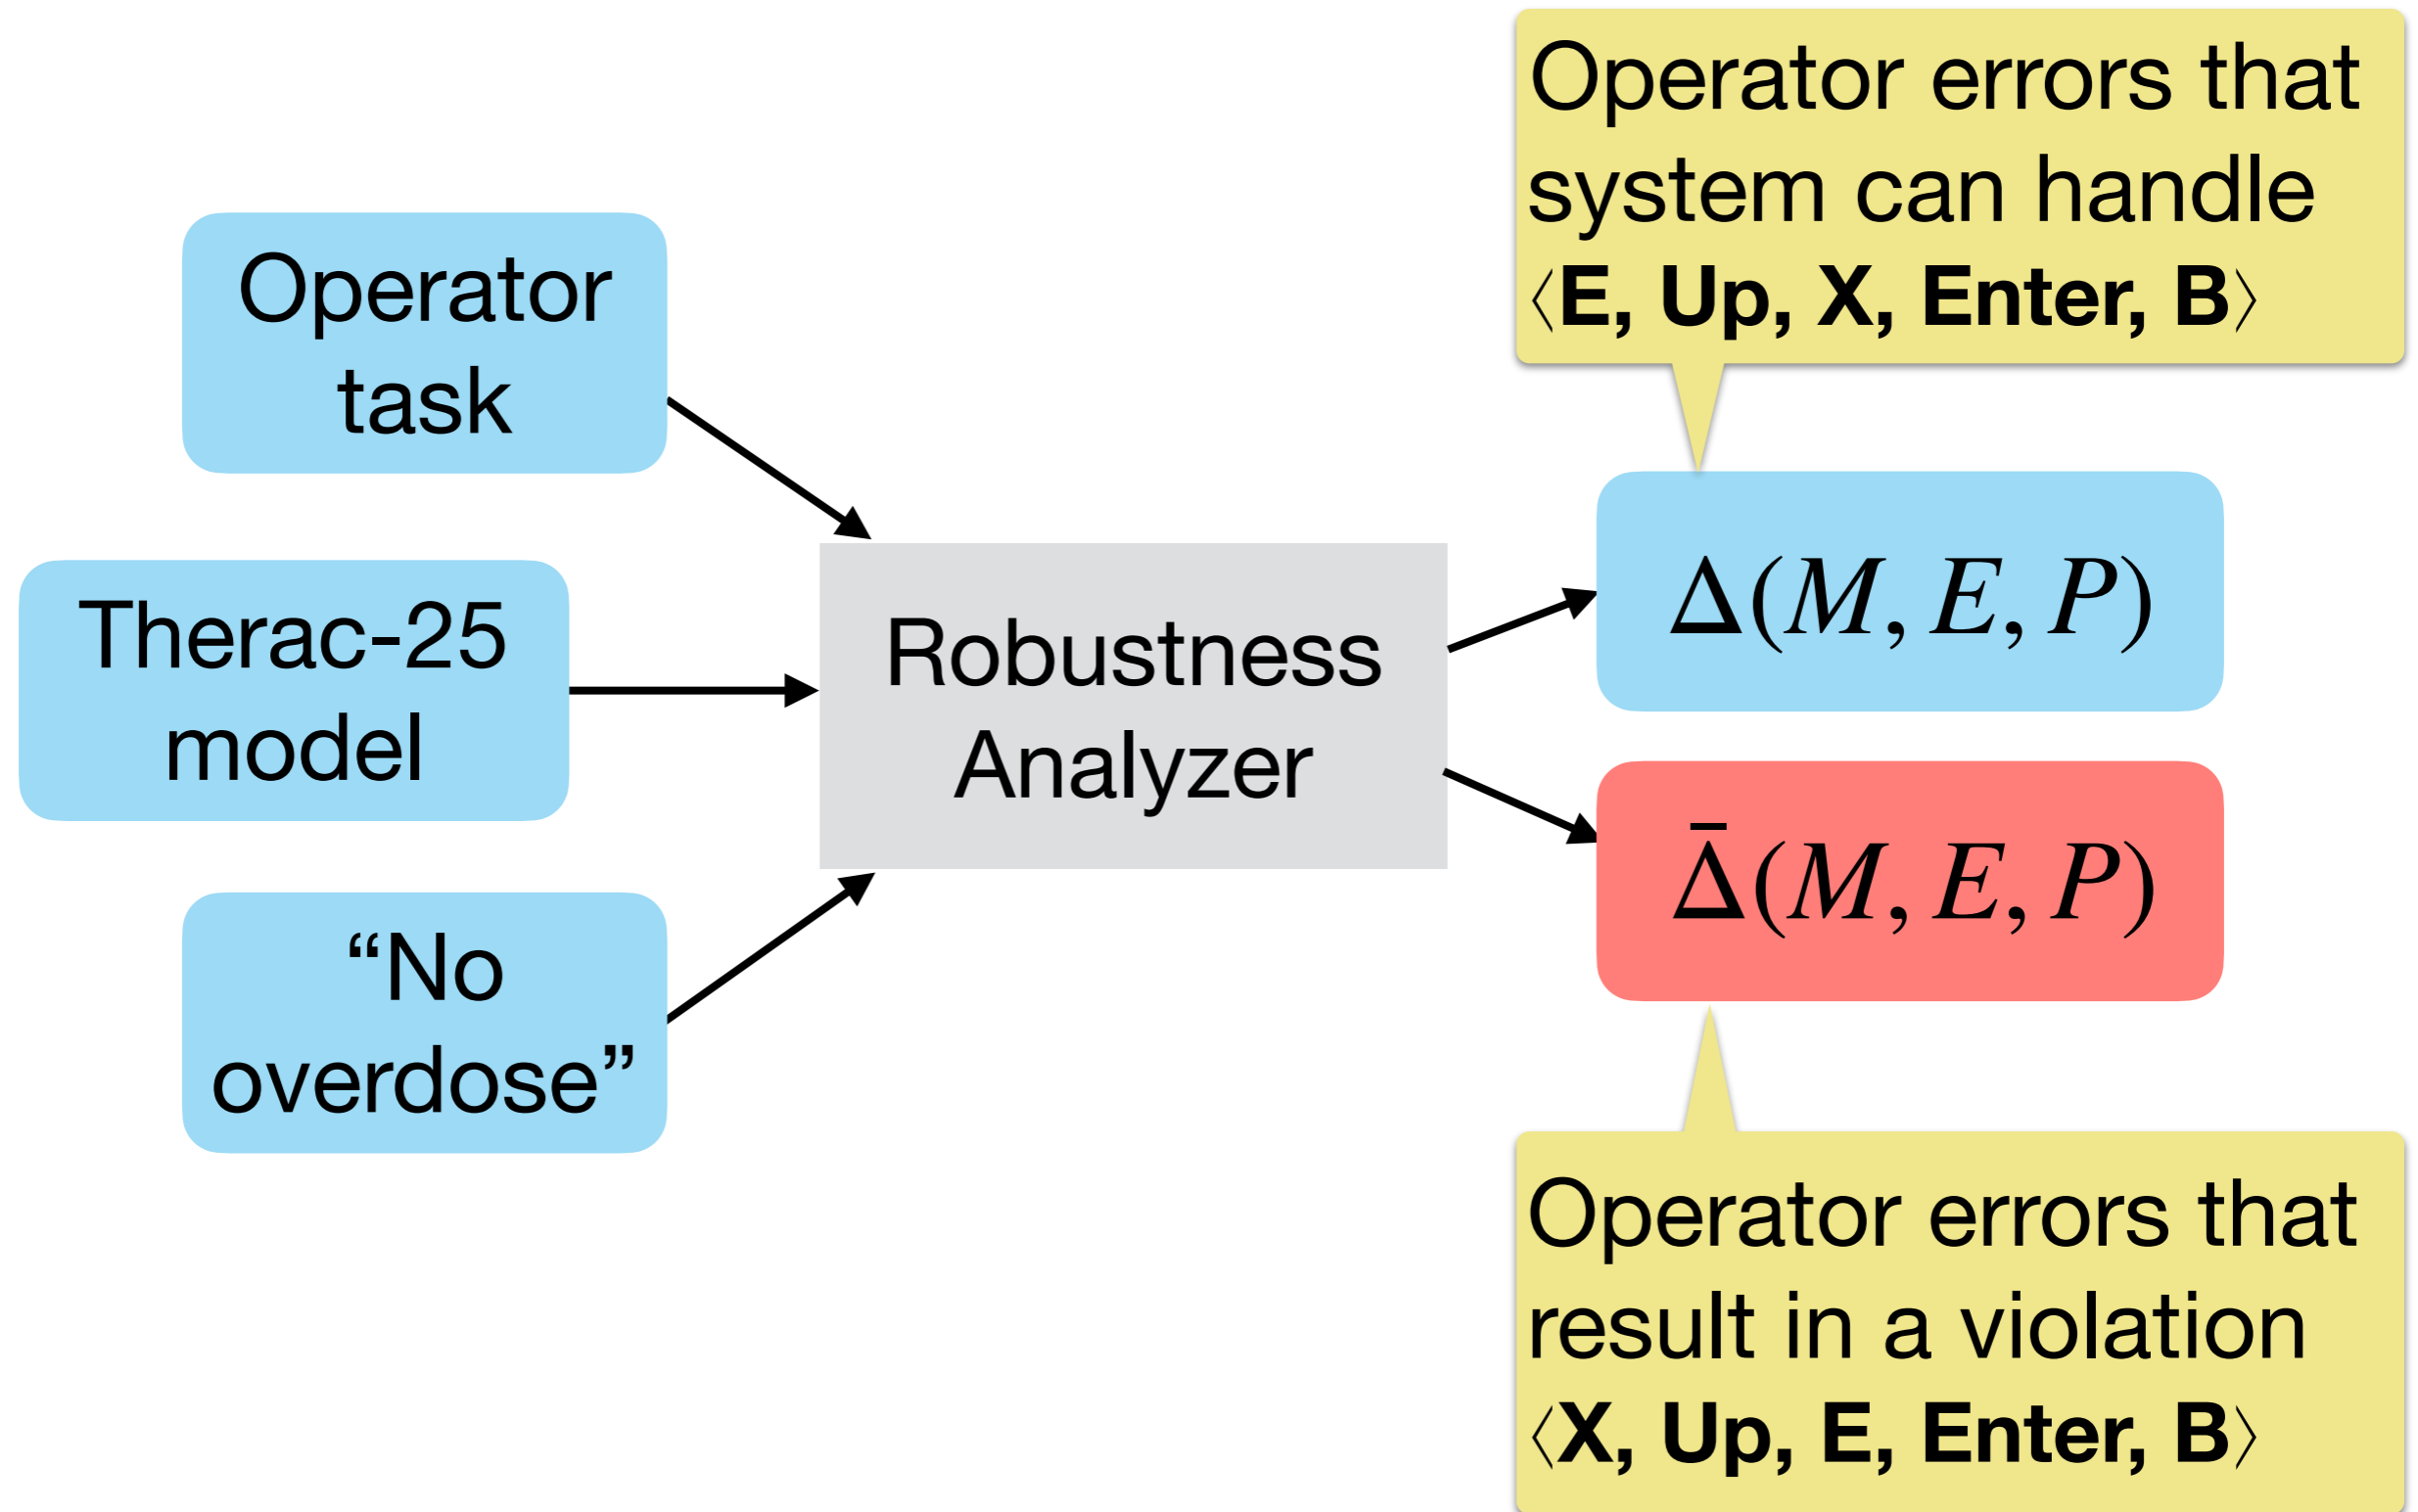 Operator
task
Therac-25
model
“No
overdose”
Robustness
Analyzer
Operator errors that
system can handle
⟨E, Up, X, Enter, B⟩
Δ(M, E, P)
Δ̄(M, E, P)
Operator errors that
result in a violation
⟨X, Up, E, Enter, B⟩